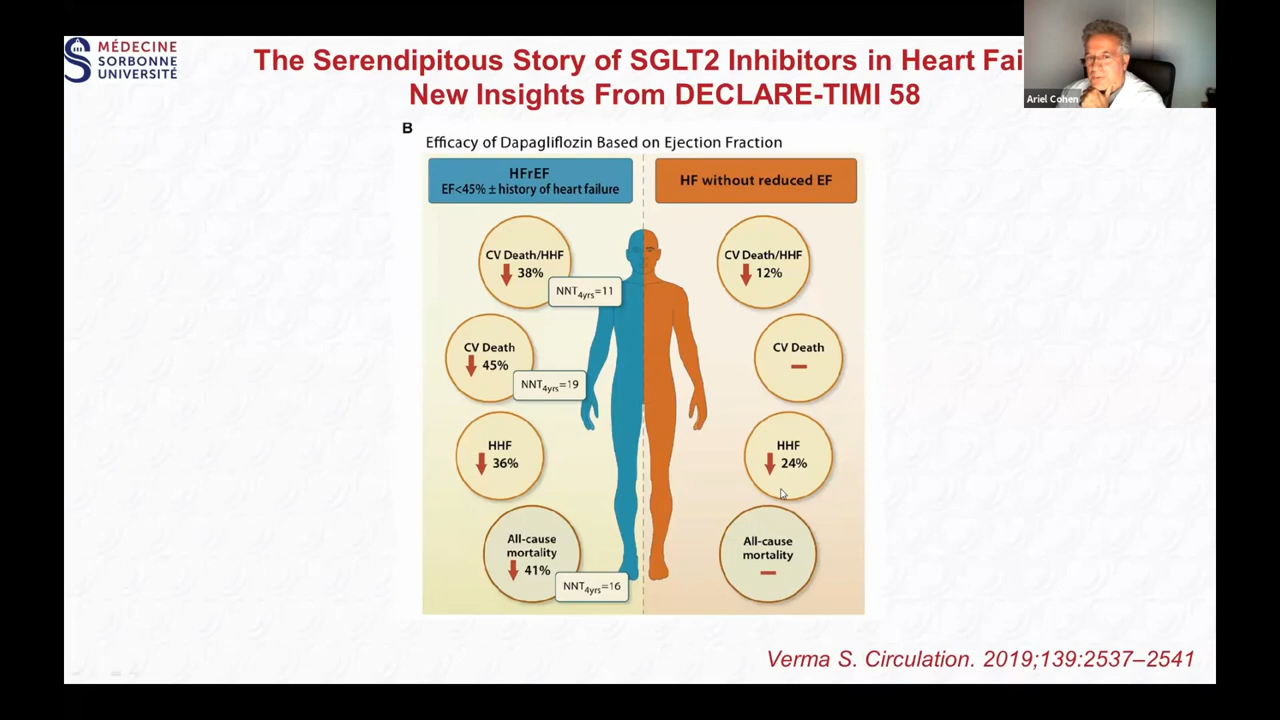 MÉDECINE
SORBONNE
UNIVERSITÉ
The Serendipitous Story of SGLT2 Inhibitors in Heart Fai
New Insights From DECLARE-TIMI 58
Ariel Cohen
B
Efficacy of Dapagliflozin Based on Ejection Fraction
HFrEF
EF<45% ± history of heart failure
HF without reduced EF
CV Death/HHF
38%
NNT4yrs=11
CV Death
45%
NNT4yrs=19
HHF
36%
All-cause
mortality
41%
NNT4yrs=16
CV Death/HHF
12%
CV Death
HHF
24%
All-cause
mortality
Verma S. Circulation. 2019;139:2537–2541